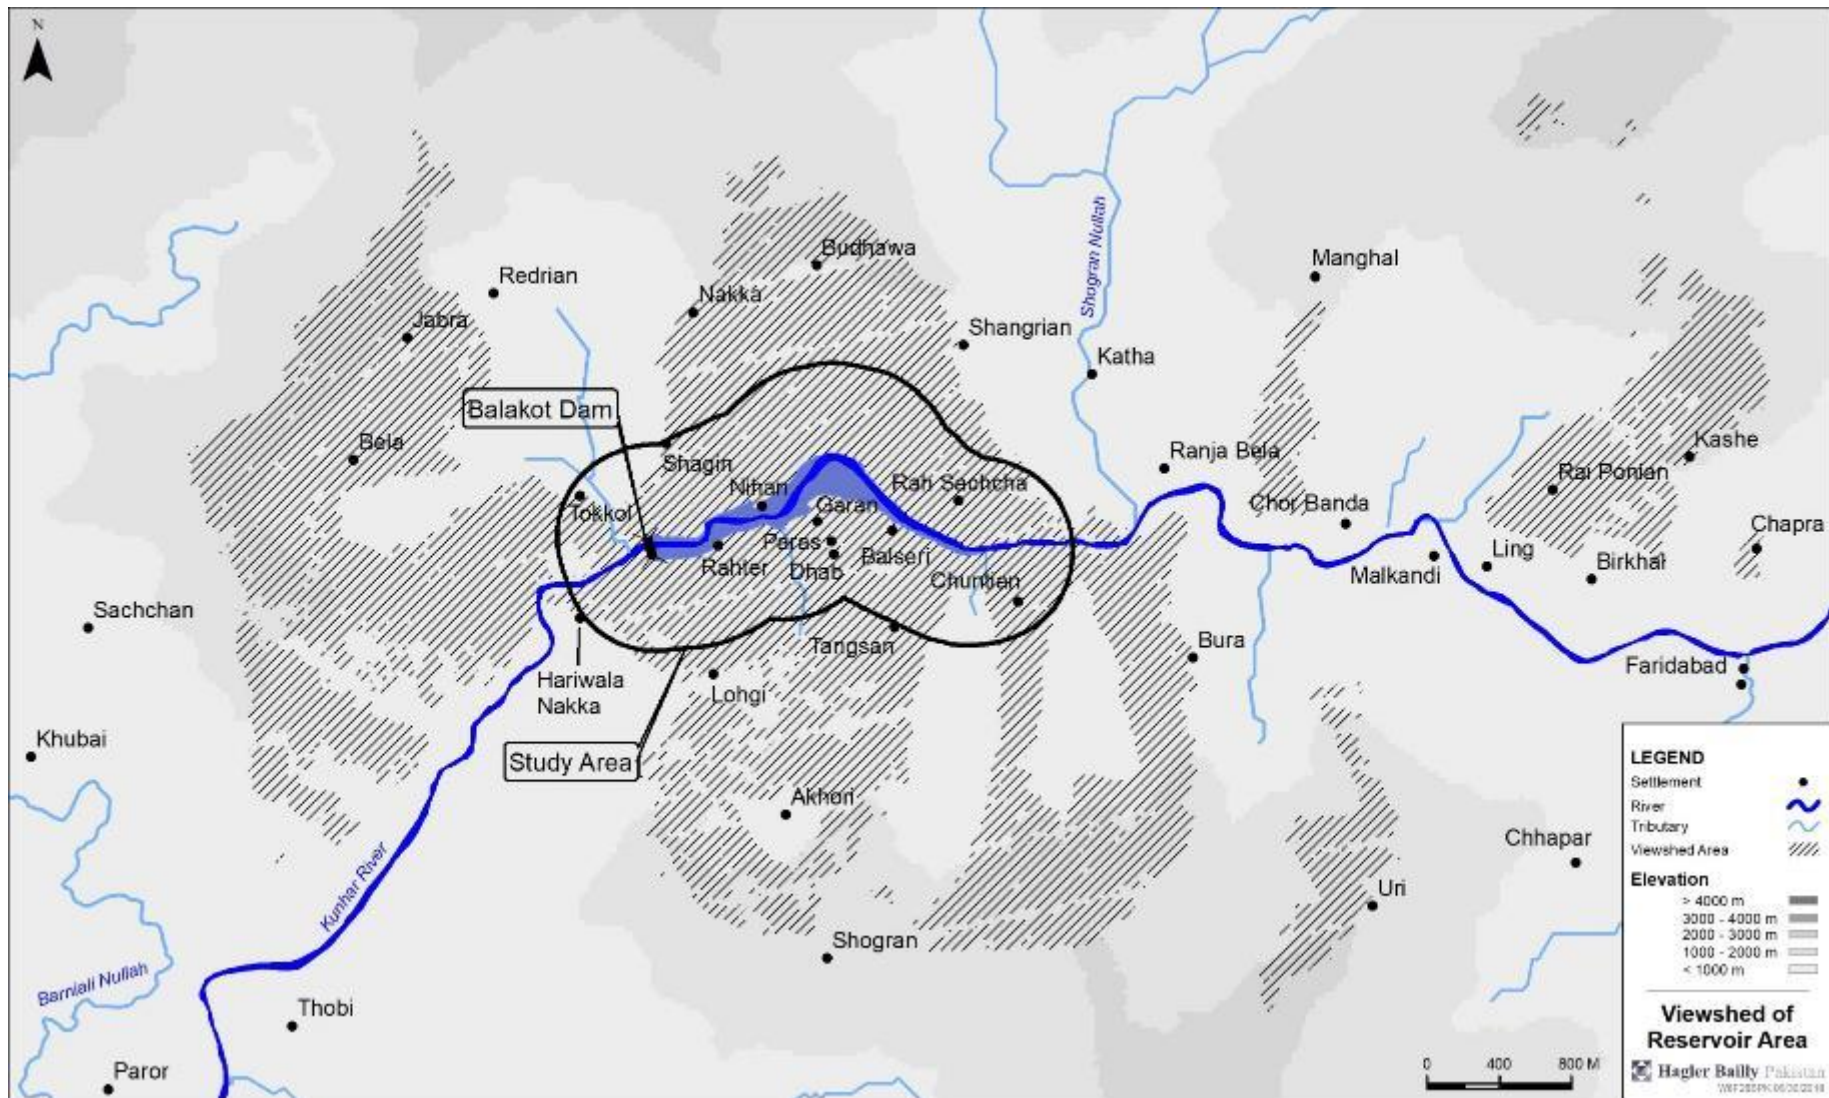 N
Budhawa
Manghal
Redrian
Shogran Nullah
Nakka
Jabra
Shangrian
Katha
Balakot Dam
Bela
Shagin
Ranja Bela
Kashe
Nihan
Rah Sachcha
Rai Ponian
Tokkol
Garan
Chor Banda
Chapra
Paras
Balseri
Rahter
Dhab
Ling
Birkhal
Malkandi
Chuntian
Sachchan
Tangsan
Bura
Hariwala
Nakka
Lohgi
Faridabad
Khubai
Study Area
Akhori
Chhapar
Uri
Kunhar River
Shogran
Barniali Nullah
Thobi
Paror
LEGEND
Settlement
River
Tributary
Viewshed Area
Elevation
> 4000 m
3000 - 4000 m
2000 - 3000 m
1000 - 2000 m
< 1000 m
Viewshed of
Reservoir Area
0 400 800 M
Hagler Bailly Pakistan